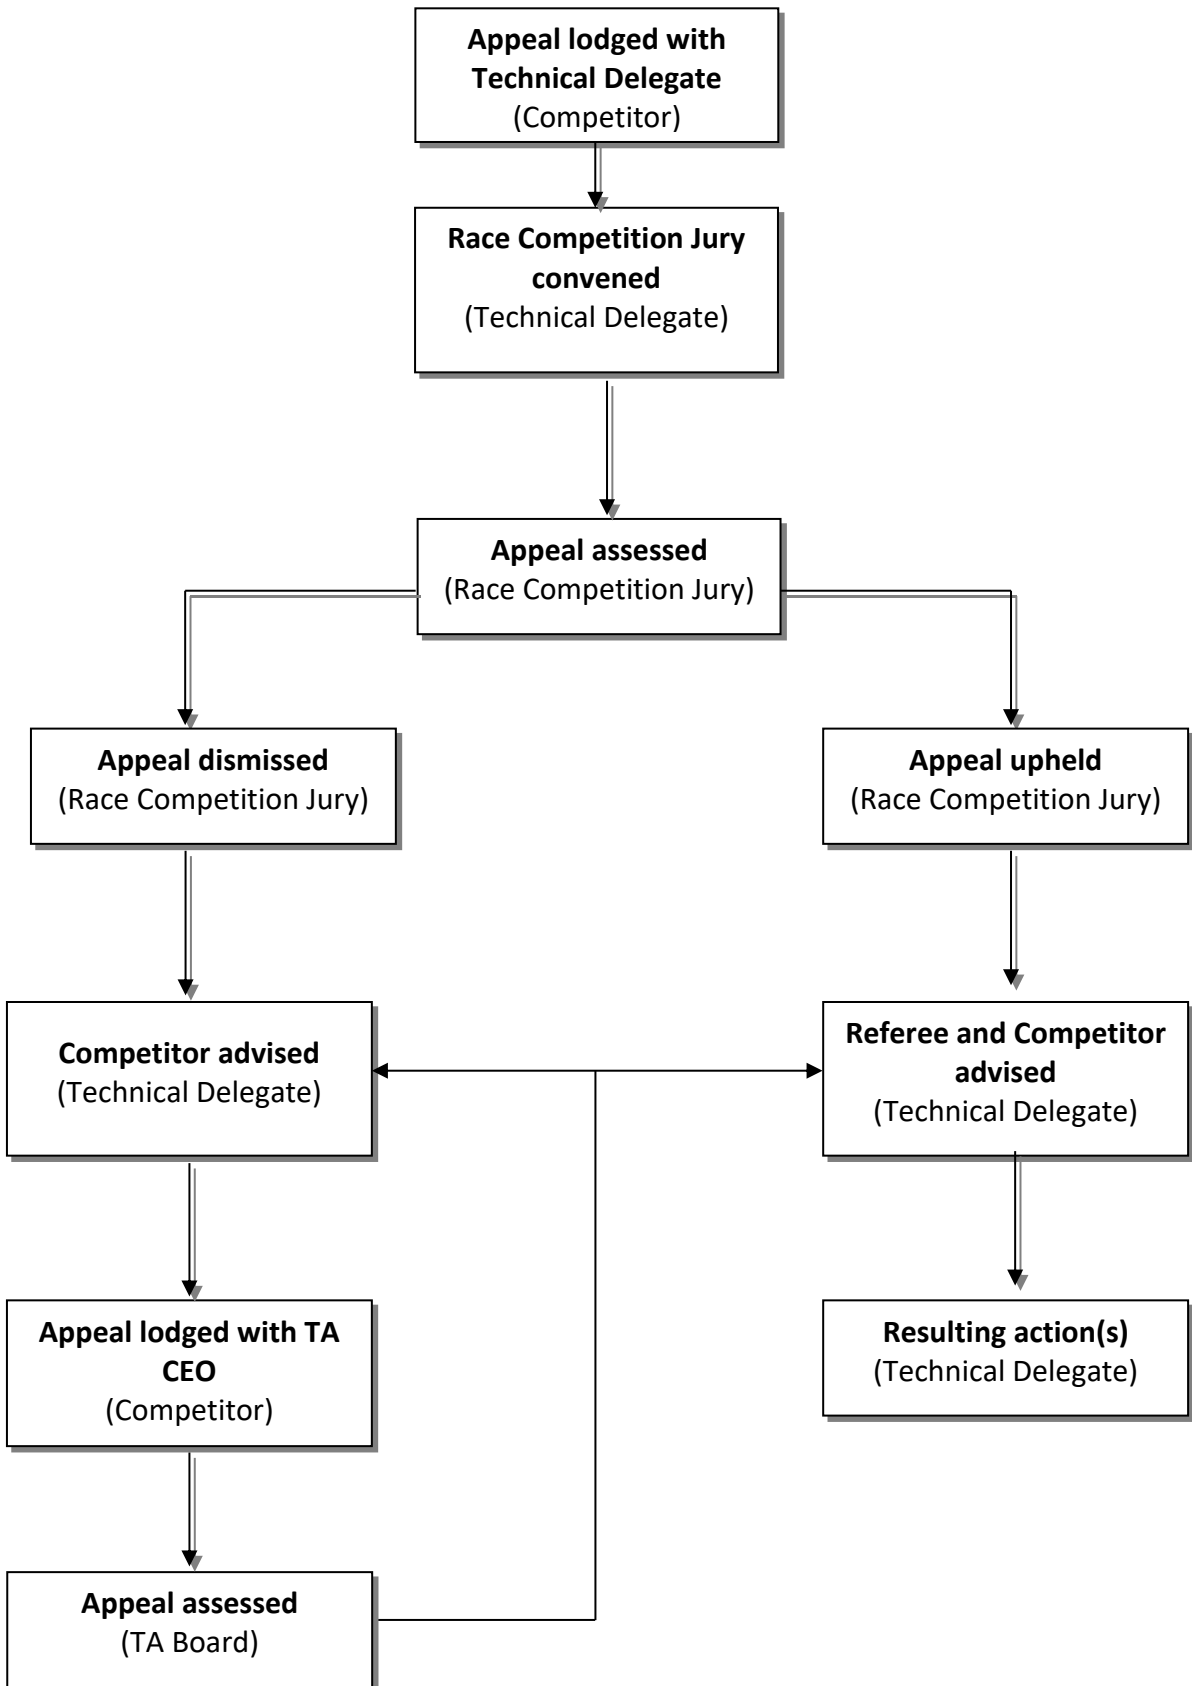 Appeal lodged with
Technical Delegate
(Competitor)
Race Competition Jury
convened
(Technical Delegate)
Appeal assessed
(Race Competition Jury)
Appeal dismissed
(Race Competition Jury)
Appeal upheld
(Race Competition Jury)
Competitor advised
(Technical Delegate)
Referee and Competitor
advised
(Technical Delegate)
Appeal lodged with TA
CEO
(Competitor)
Resulting action(s)
(Technical Delegate)
Appeal assessed
(TA Board)